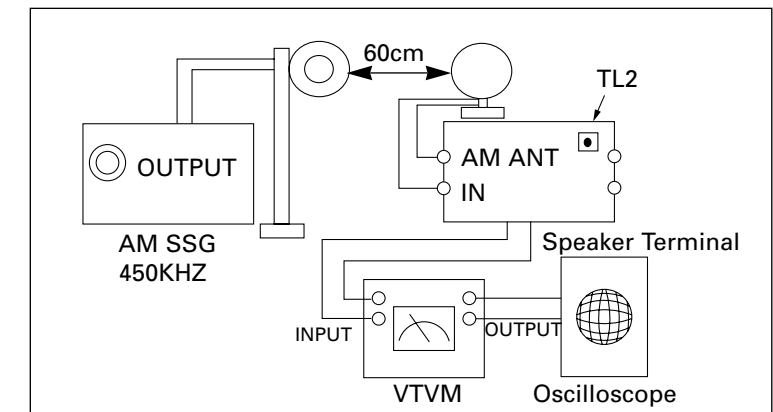 60cm
TL2
OUTPUT
AM ANT
IN
AM SSG
450KHZ
Speaker Terminal
INPUT
OUTPUT
VTVM
Oscilloscope